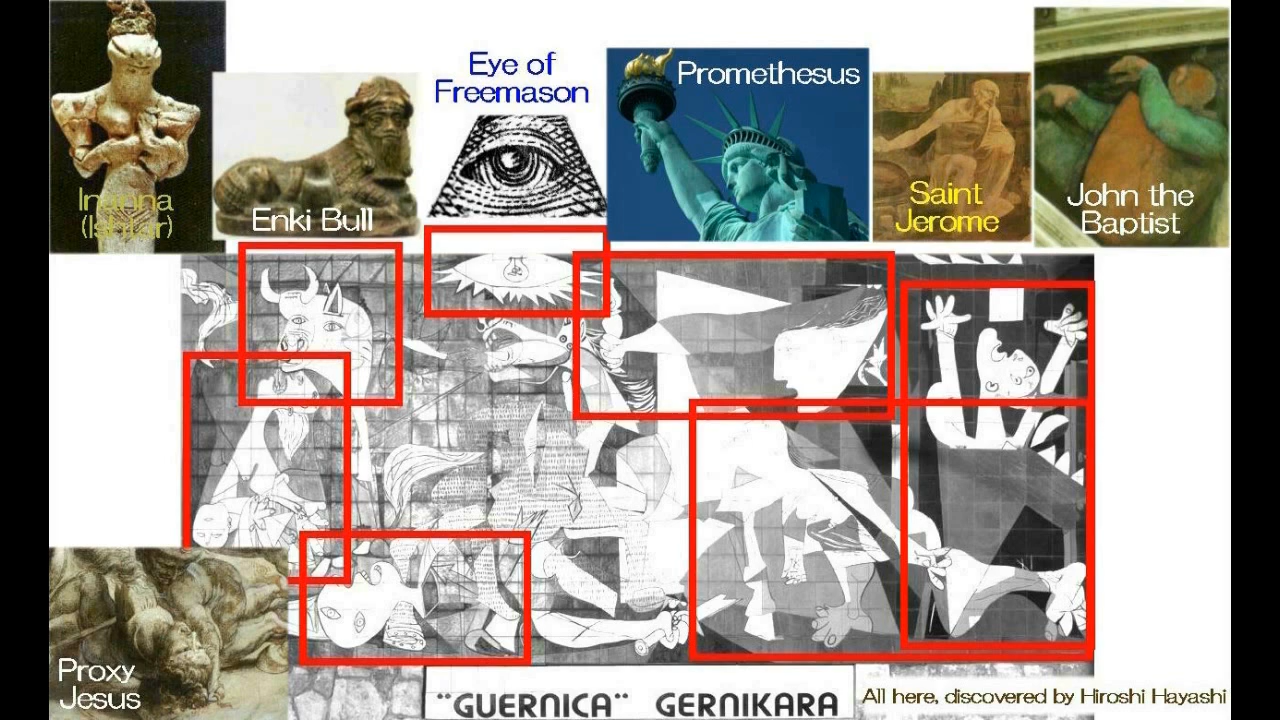 Eye of
Freemason
Promethesus
Inanna
(Ishtar)
Enki Bull
Saint
Jerome
John the
Baptist
Proxy
Jesus
¨GUERNICA¨ GERNIKARA
All here, discovered by Hiroshi Hayashi